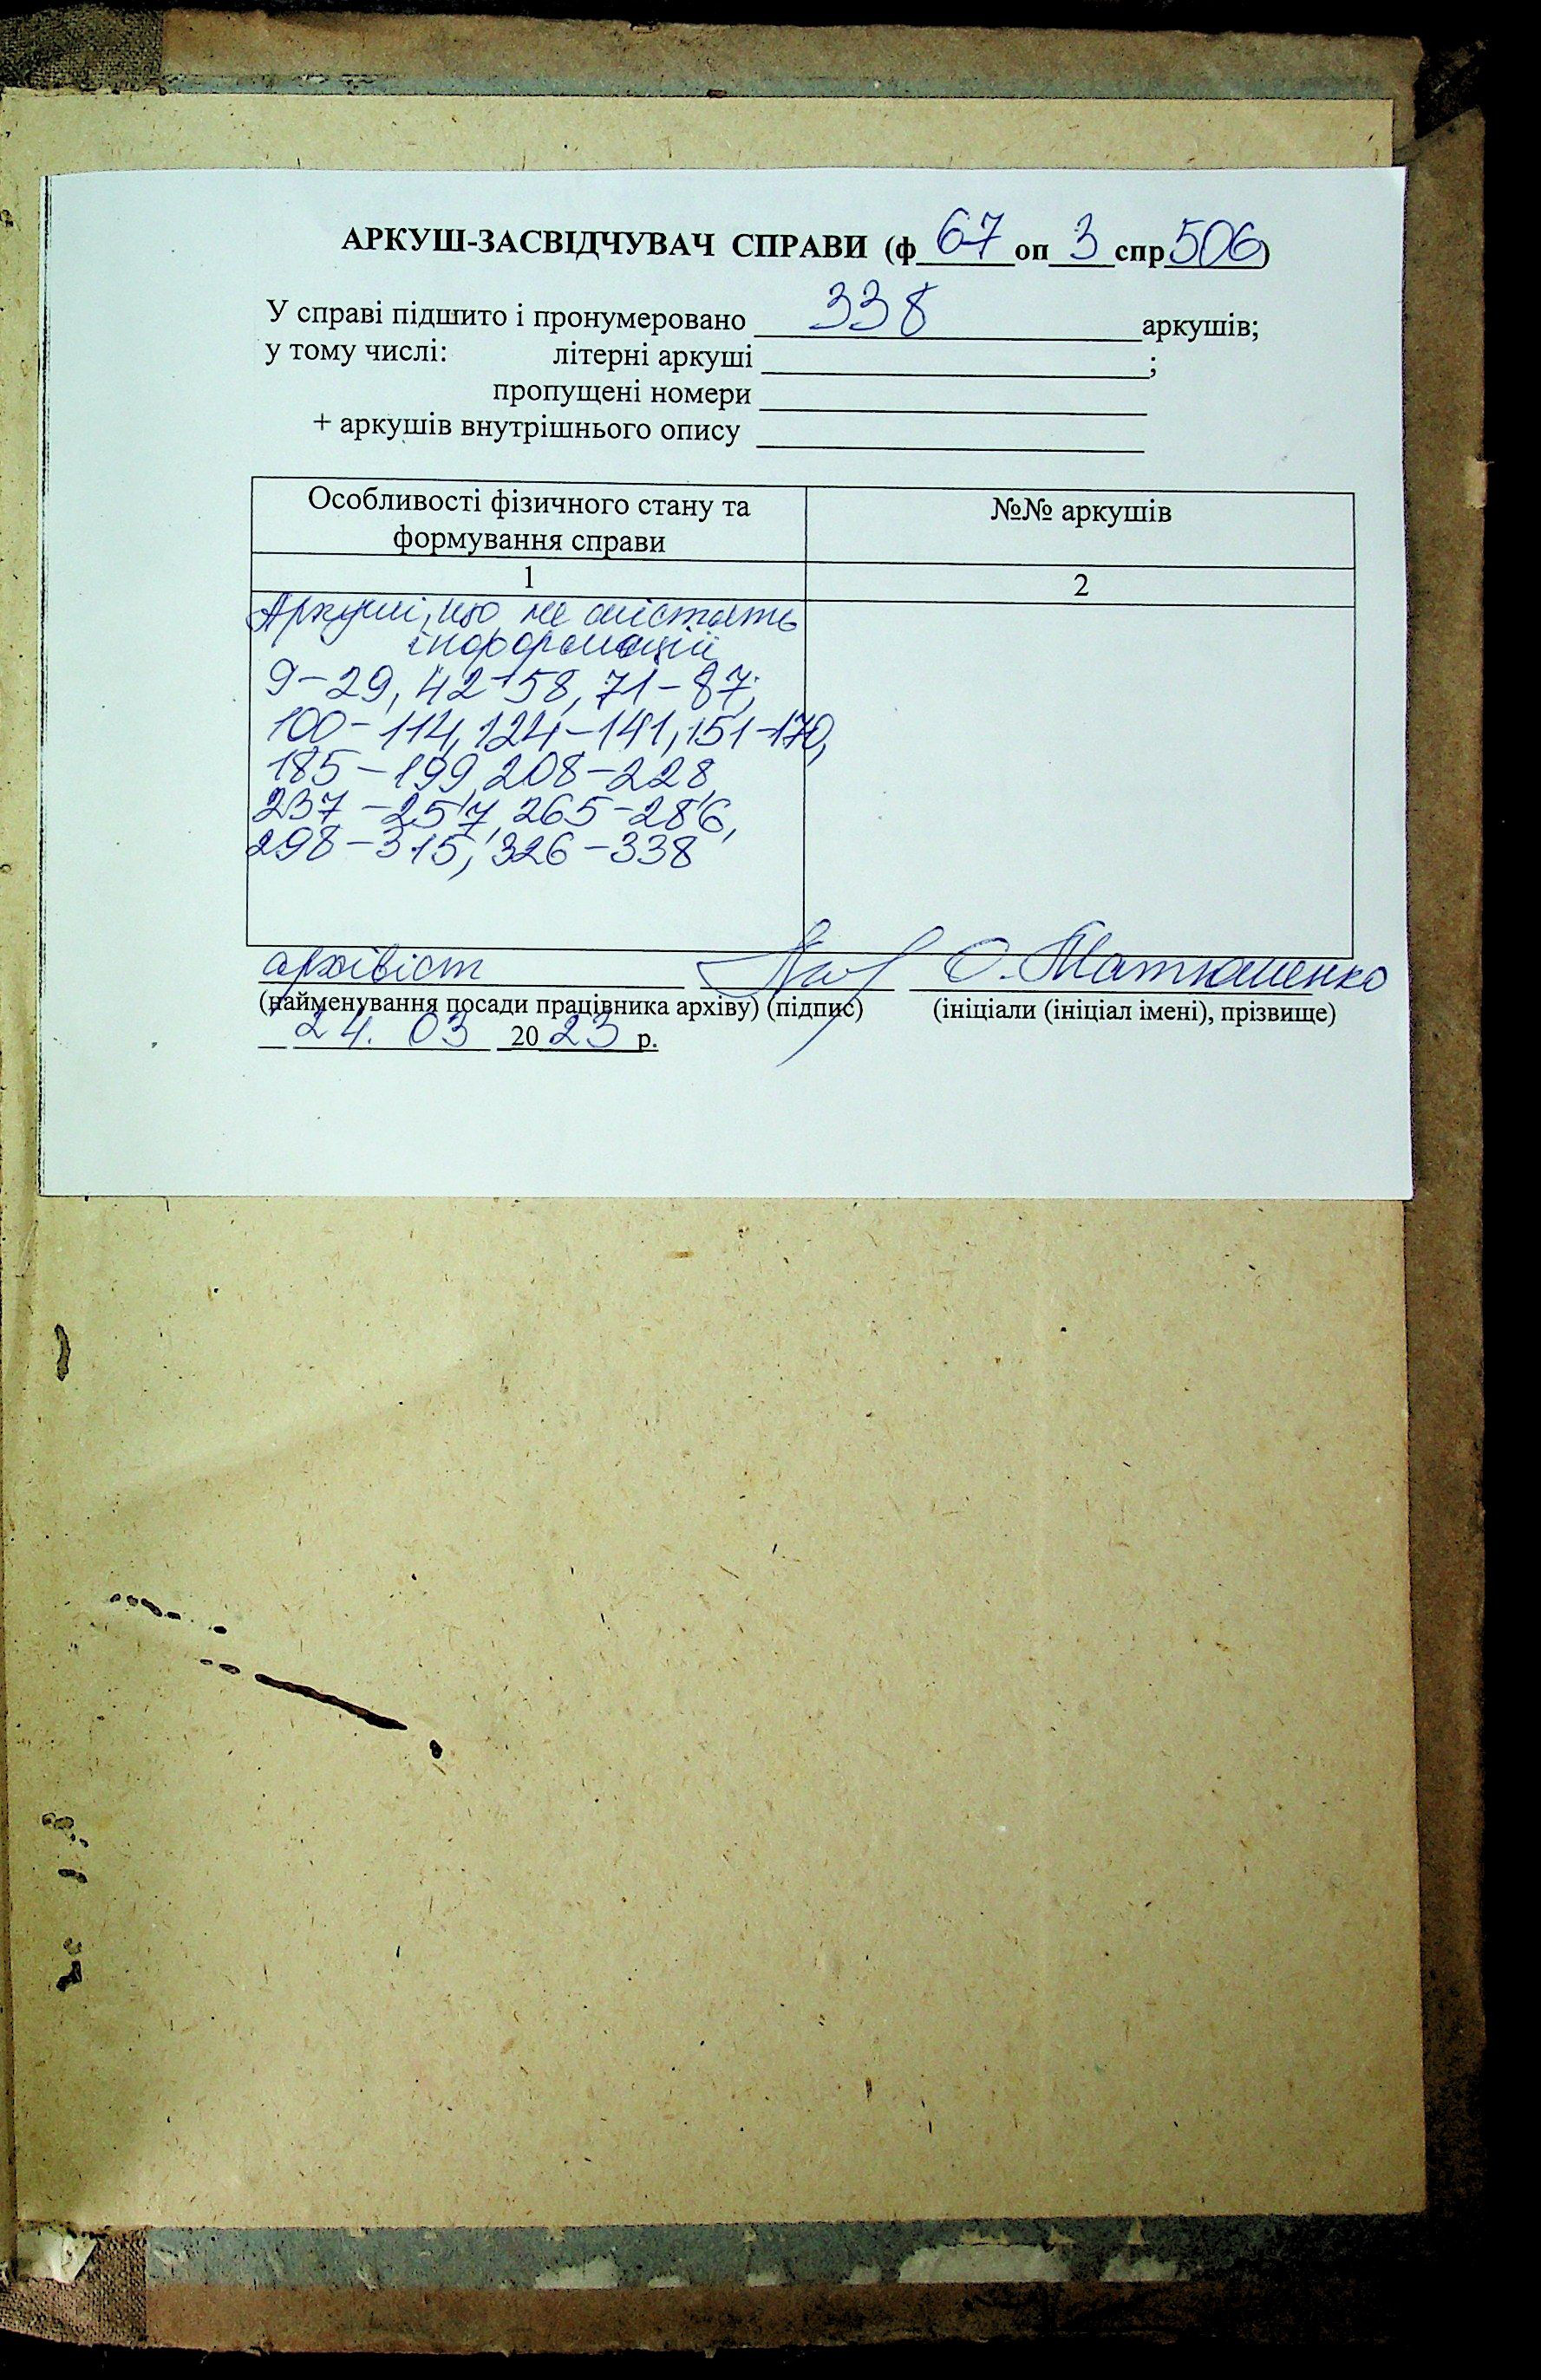 АРКУШ-ЗАСВІДЧУВАЧ СПРАВИ (ф 67 оп 3 спр 506)
У справі підшито і пронумеровано 338 аркушів;
у тому числі: літерні аркуші ;
пропущені номери
+ аркушів внутрішнього опису
Особливості фізичного стану та
формування справи
№№ аркушів
1
2
Аркуші, що не містять
інформації
9-29, 42-58, 71-87,
100-114, 124-141, 151-170,
185-199, 208-228,
237-257, 265-286,
298-315, 326-338
архівіст О. Матюшенко
(найменування посади працівника архіву) (підпис) (ініціали (ініціал імені), прізвище)
24. 03 2023 р.